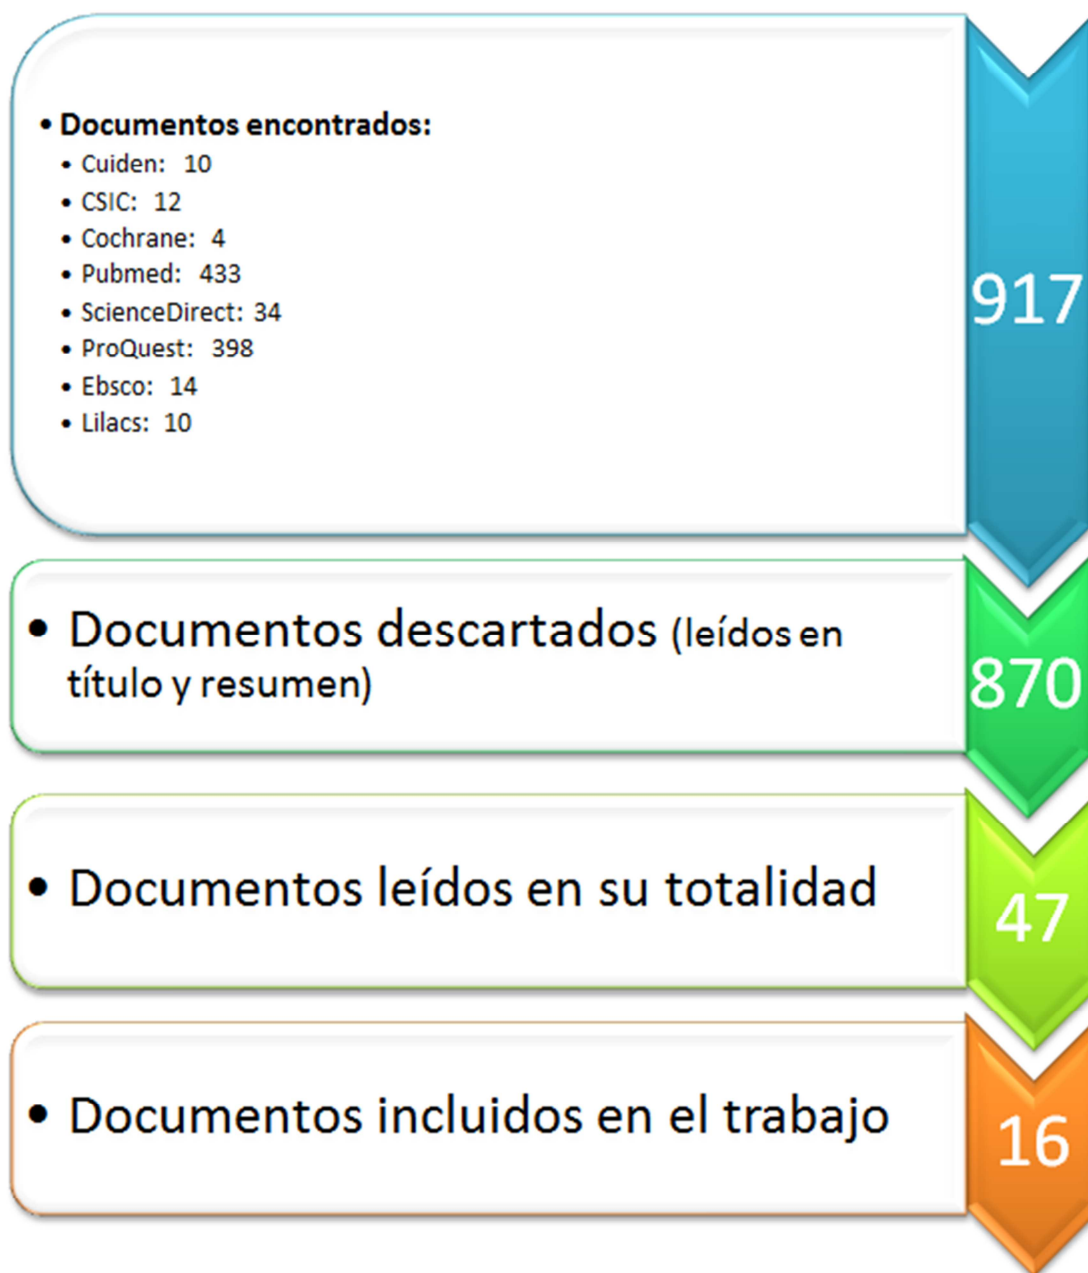 • Documentos encontrados:
• Cuiden: 10
• CSIC: 12
• Cochrane: 4
• Pubmed: 433
• ScienceDirect: 34
• ProQuest: 398
• Ebsco: 14
• Lilacs: 10
917
• Documentos descartados (leídos en
título y resumen)
870
• Documentos leídos en su totalidad
47
• Documentos incluidos en el trabajo
16